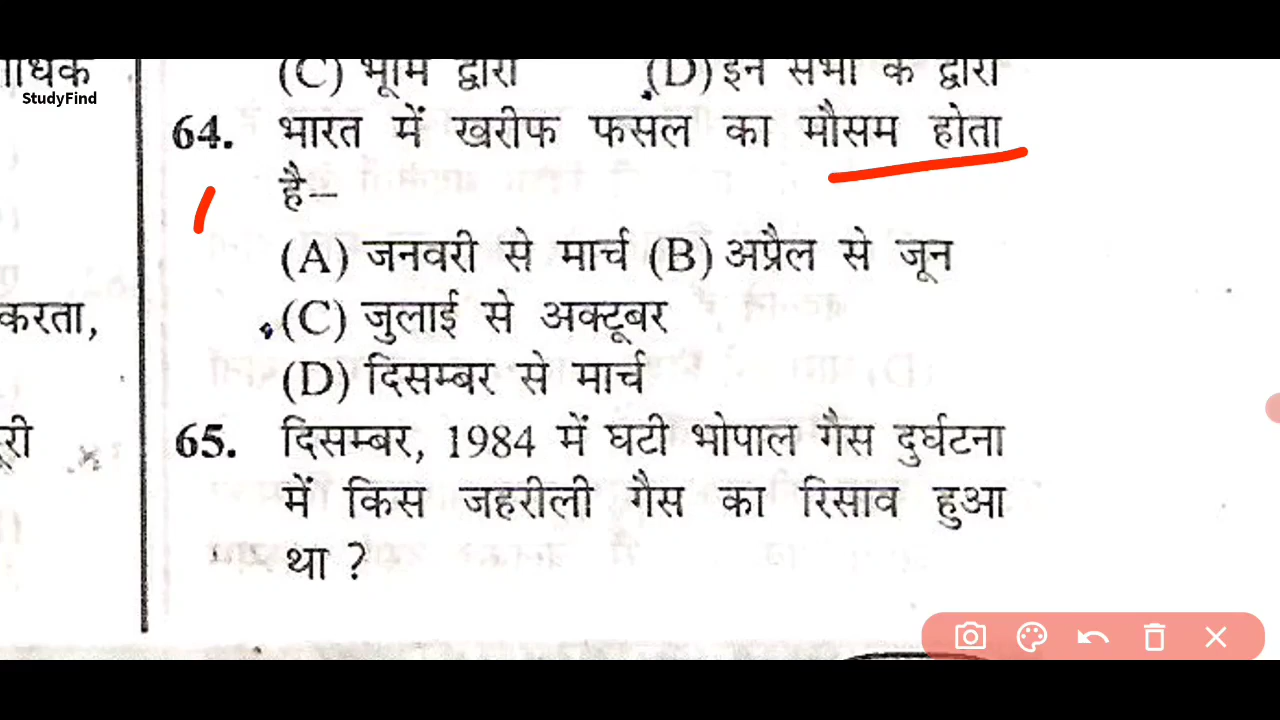 (C) भूमि द्वारा (D) इन सभी के द्वारा
StudyFind
64. भारत में खरीफ फसल का मौसम होता
है–
(A) जनवरी से मार्च (B) अप्रैल से जून
करता,
(C) जुलाई से अक्टूबर
(D) दिसम्बर से मार्च
65. दिसम्बर, 1984 में घटी भोपाल गैस दुर्घटना
में किस जहरीली गैस का रिसाव हुआ
था ?